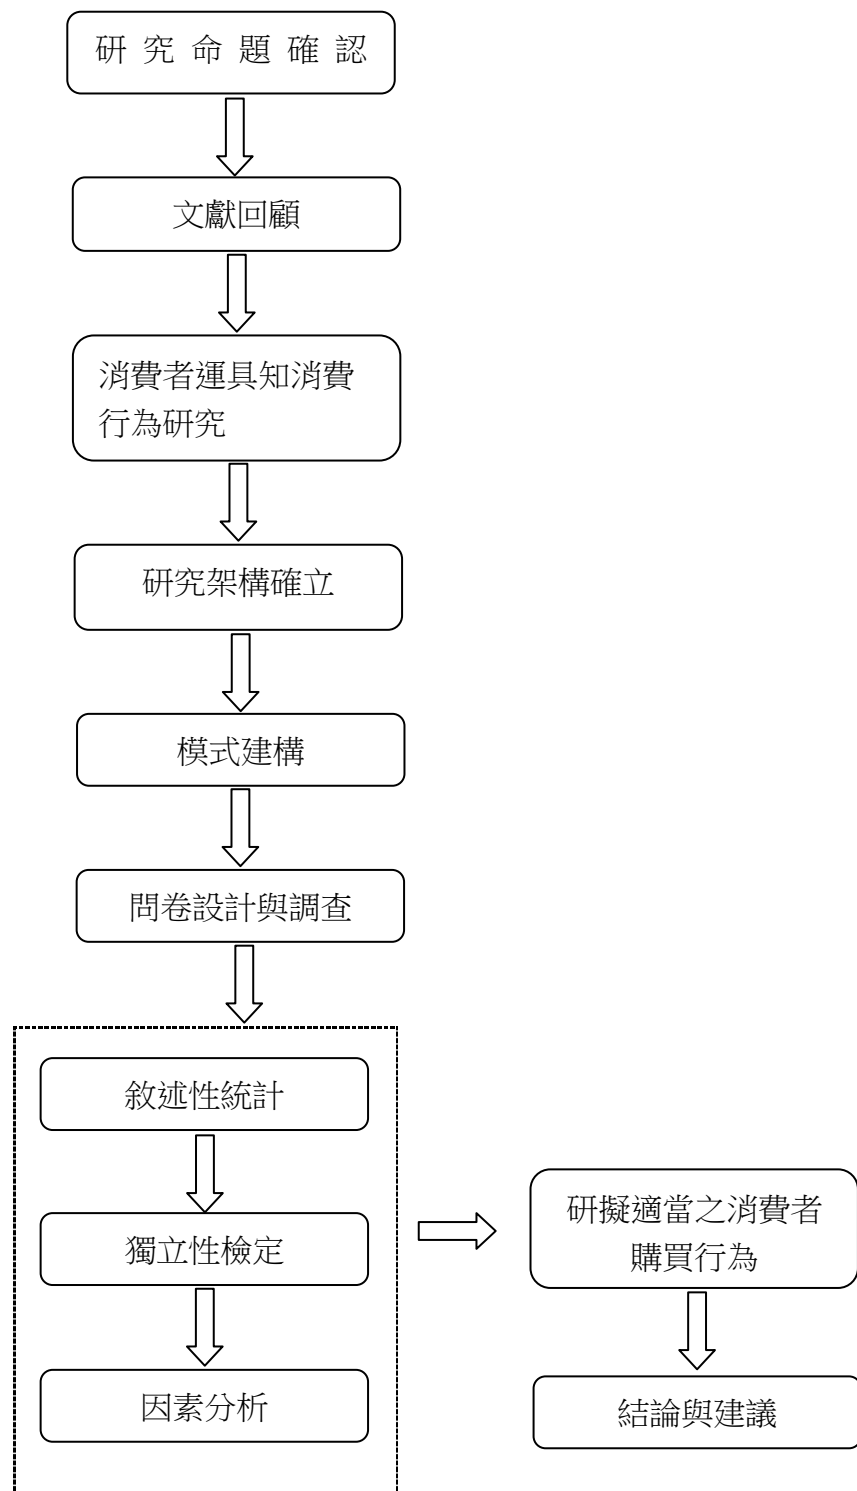 研究命題確認
文獻回顧
消費者運具知消費
行為研究
研究架構確立
模式建構
問卷設計與調查
敘述性統計
獨立性檢定
因素分析
研擬適當之消費者
購買行為
結論與建議